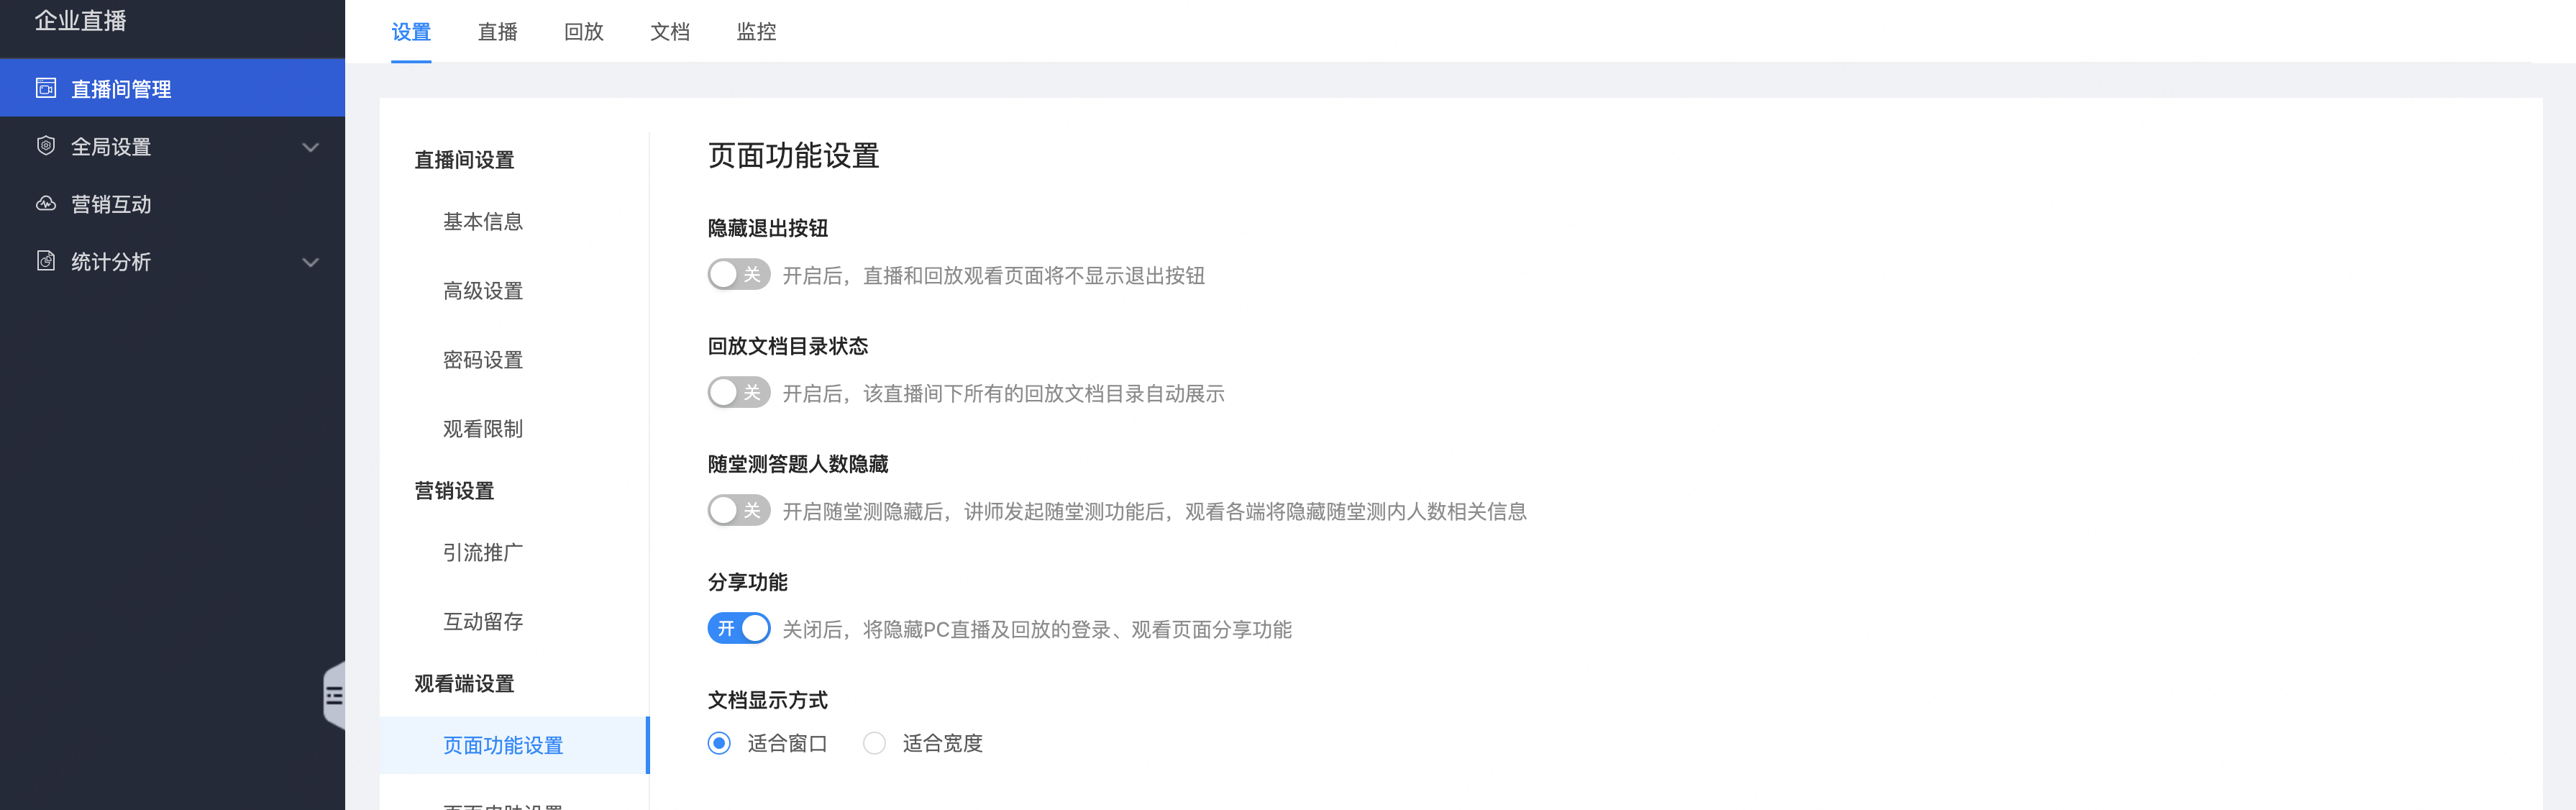 企业直播
直播间管理
全局设置
营销互动
统计分析
设置 直播 回放 文档 监控
直播间设置
基本信息
高级设置
密码设置
观看限制
营销设置
引流推广
互动留存
观看端设置
页面功能设置
页面功能设置
隐藏退出按钮
关 开启后，直播和回放观看页面将不显示退出按钮
回放文档目录状态
关 开启后，该直播间下所有的回放文档目录自动展示
随堂测答题人数隐藏
关 开启随堂测隐藏后，讲师发起随堂测功能后，观看各端将隐藏随堂测内人数相关信息
分享功能
开 关闭后，将隐藏PC直播及回放的登录、观看页面分享功能
文档显示方式
适合窗口 适合宽度